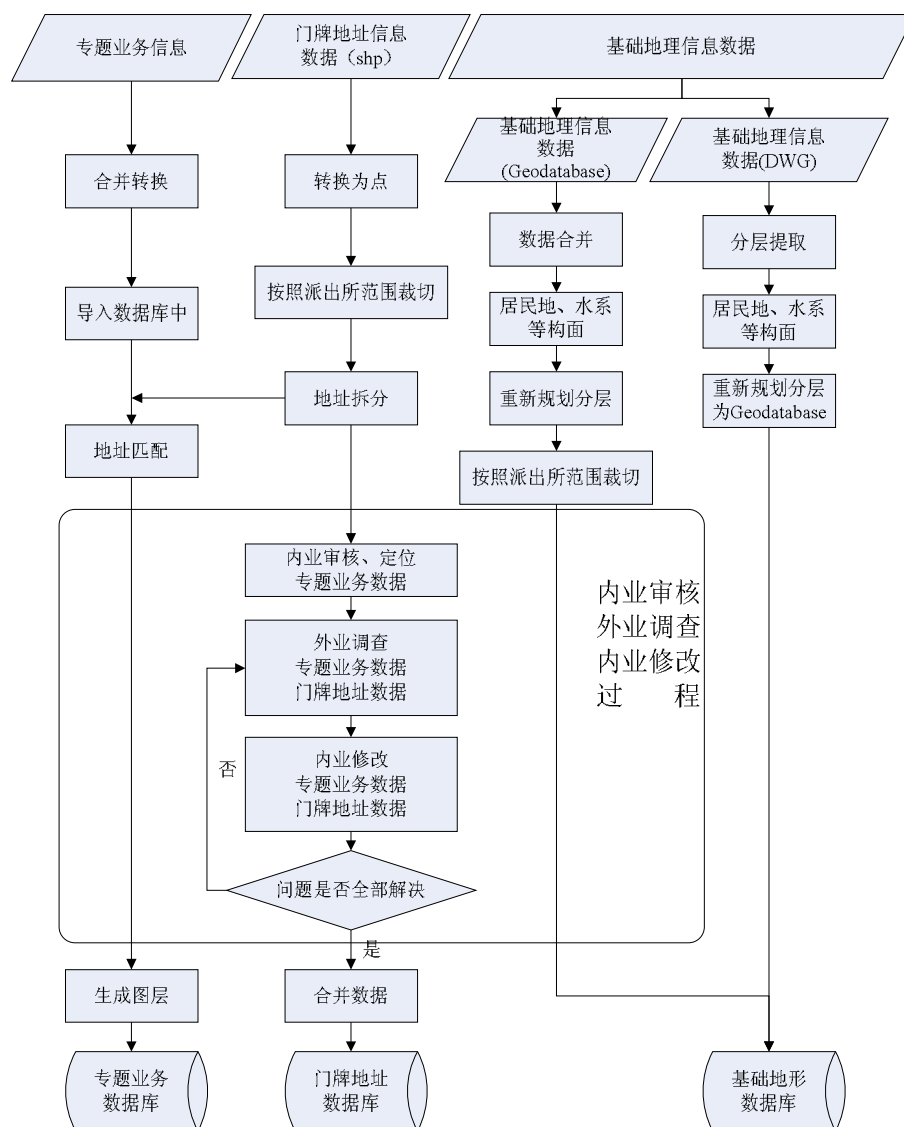 专题业务信息
门牌地址信息
数据（shp）
基础地理信息数据
基础地理信息
数据
(Geodatabase)
基础地理信息
数据(DWG)
合并转换
转换为点
数据合并
分层提取
导入数据库中
按照派出所范围裁切
居民地、水系
等构面
居民地、水系
等构面
地址拆分
重新规划分层
重新规划分层
为Geodatabase
地址匹配
按照派出所范围裁切
内业审核、定位
专题业务数据
内业审核
外业调查
内业修改
过 程
外业调查
专题业务数据
门牌地址数据
否
内业修改
专题业务数据
门牌地址数据
问题是否全部解决
是
生成图层
合并数据
专题业务
数据库
门牌地址
数据库
基础地形
数据库